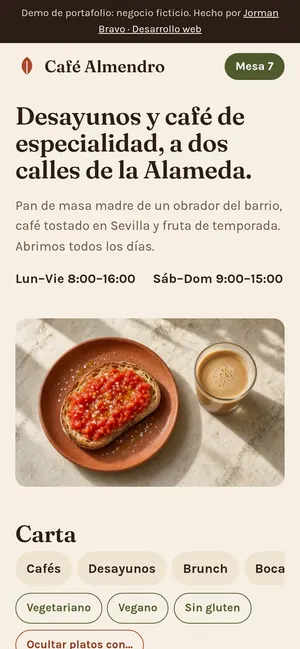 Demo de portafolio: negocio ficticio. Hecho por Jorman
Bravo · Desarrollo web
Café Almendro
Mesa 7
Desayunos y café de
especialidad, a dos
calles de la Alameda.
Pan de masa madre de un obrador del barrio,
café tostado en Sevilla y fruta de temporada.
Abrimos todos los días.
Lun–Vie 8:00–16:00 Sáb–Dom 9:00–15:00
Carta
Cafés Desayunos Brunch Boca
Vegetariano Vegano Sin gluten
Ocultar platos con...